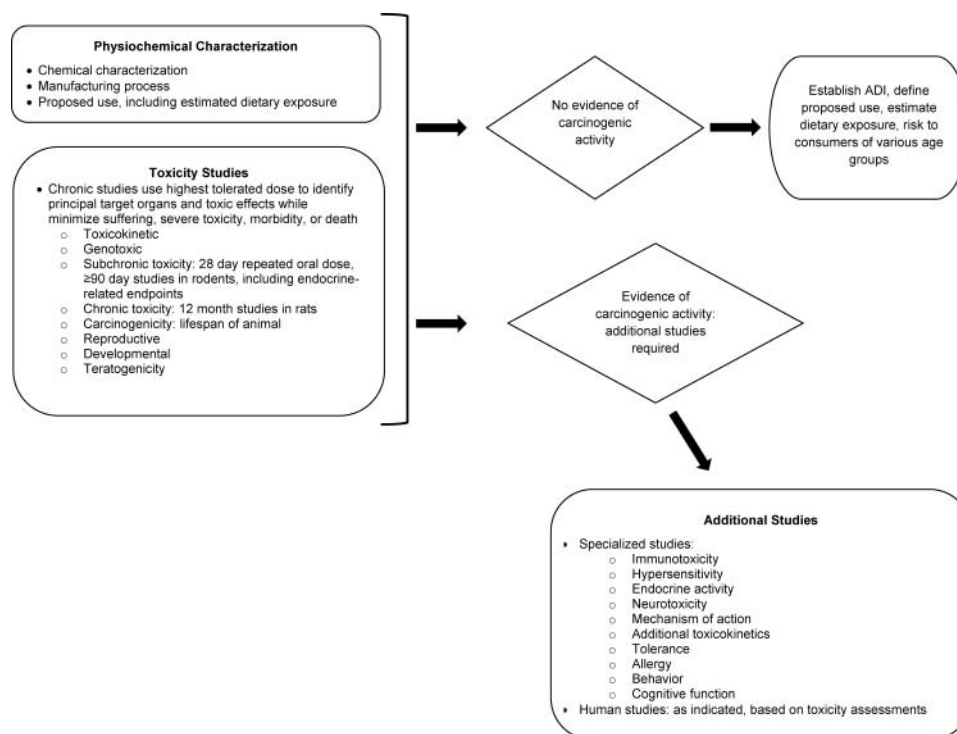 Physiochemical Characterization
• Chemical characterization
• Manufacturing process
• Proposed use, including estimated dietary exposure
Toxicity Studies
• Chronic studies use highest tolerated dose to identify
principal target organs and toxic effects while
minimize suffering, severe toxicity, morbidity, or death
o Toxicokinetic
o Genotoxic
o Subchronic toxicity: 28 day repeated oral dose,
≥90 day studies in rodents, including endocrine-
related endpoints
o Chronic toxicity: 12 month studies in rats
o Carcinogenicity: lifespan of animal
o Reproductive
o Developmental
o Teratogenicity
No evidence of
carcinogenic
activity
Establish ADI, define
proposed use, estimate
dietary exposure, risk to
consumers of various age
groups
Evidence of
carcinogenic activity:
additional studies
required
Additional Studies
• Specialized studies:
o Immunotoxicity
o Hypersensitivity
o Endocrine activity
o Neurotoxicity
o Mechanism of action
o Additional toxicokinetics
o Tolerance
o Allergy
o Behavior
o Cognitive function
• Human studies: as indicated, based on toxicity assessments